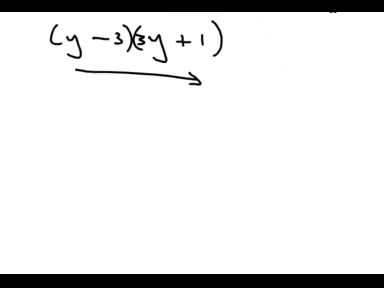 (y - 3)(3y + 1)